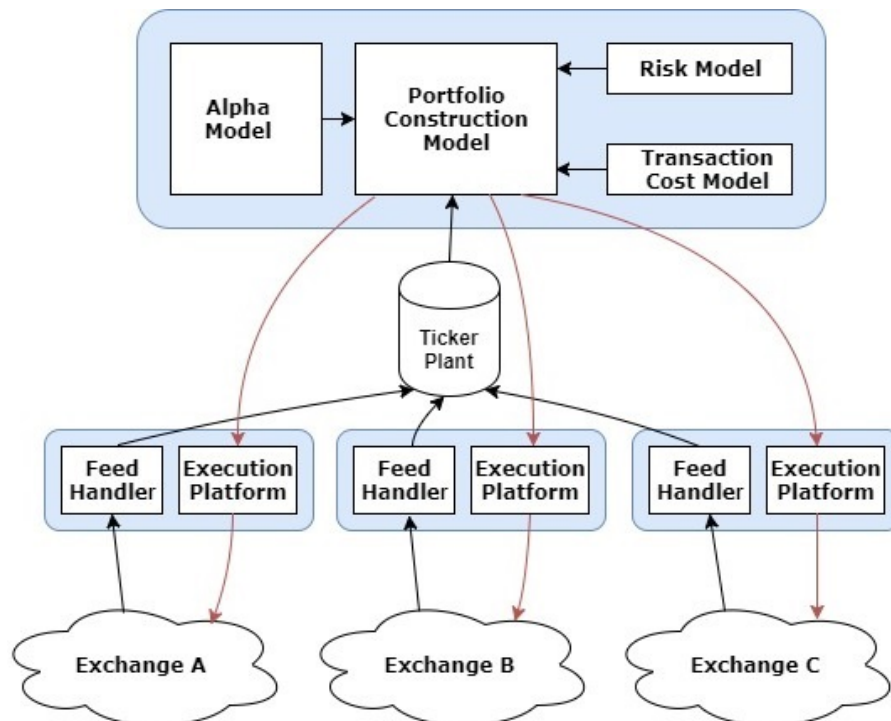 Alpha
Model
Portfolio
Construction
Model
Risk Model
Transaction
Cost Model
Ticker
Plant
Feed
Handler
Execution
Platform
Feed
Handler
Execution
Platform
Feed
Handler
Execution
Platform
Exchange A
Exchange B
Exchange C